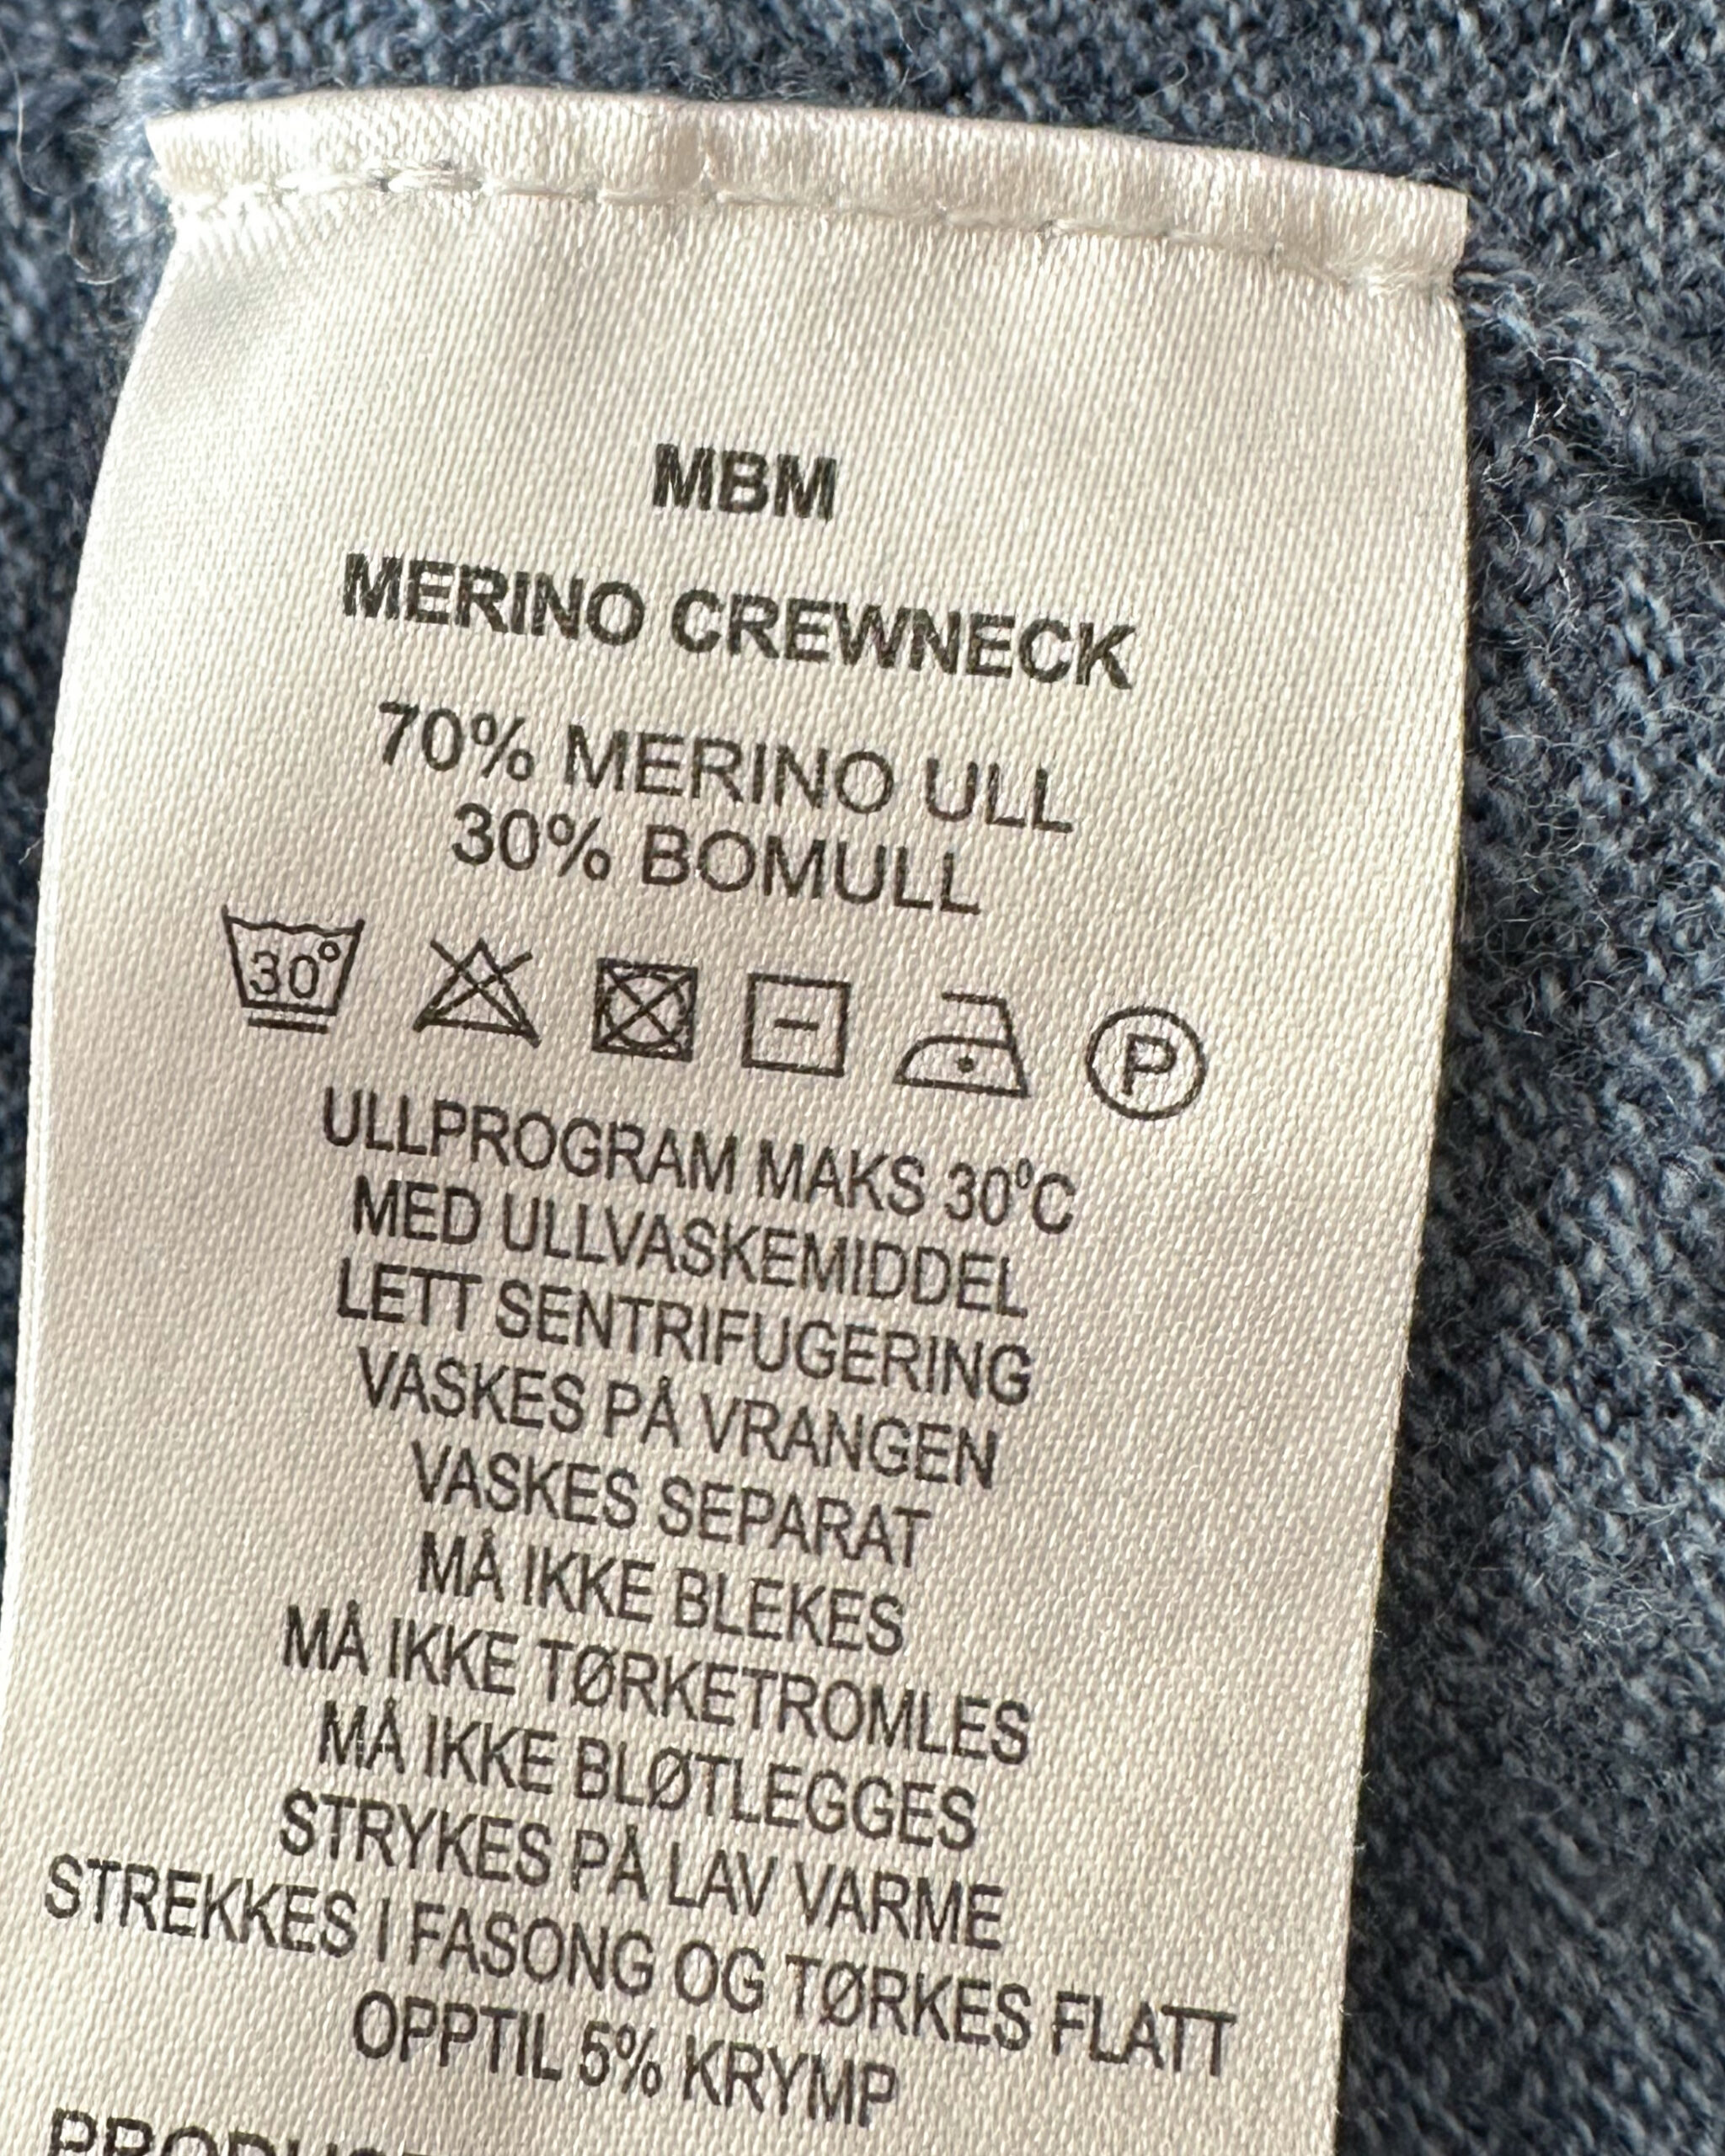 MBM
MERINO CREWNECK
70% MERINO ULL
30% BOMULL
30°
P
ULLPROGRAM MAKS 30°C
MED ULLVASKEMIDDEL
LETT SENTRIFUGERING
VASKES PÅ VRANGEN
VASKES SEPARAT
MÅ IKKE BLEKES
MÅ IKKE TØRKETROMLES
MÅ IKKE BLØTLEGGES
STRYKES PÅ LAV VARME
STREKKES I FASONG OG TØRKES FLATT
OPPTIL 5% KRYMP